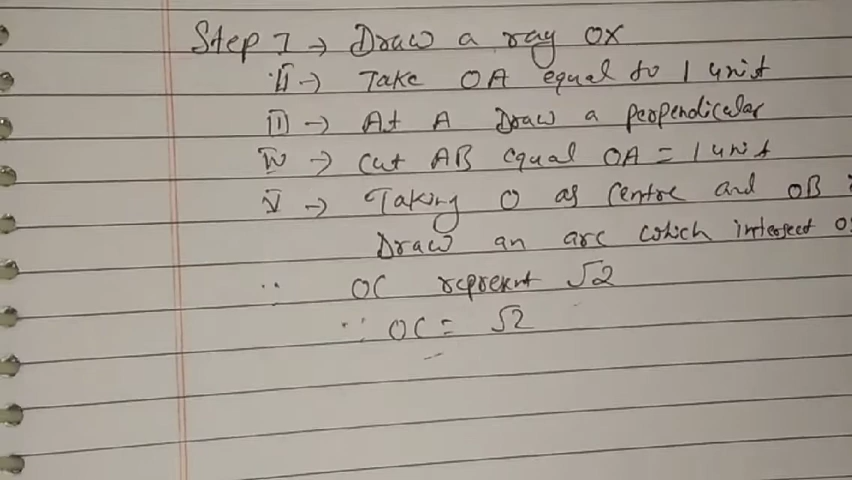 Step I → Draw a ray OX
II → Take OA equal to 1 unit
III → At A Draw a perpendicular
IV → Cut AB equal OA = 1 unit
V → Taking O as centre and OB
Draw an arc which intersect
∴ OC represent √2
∵ OC = √2